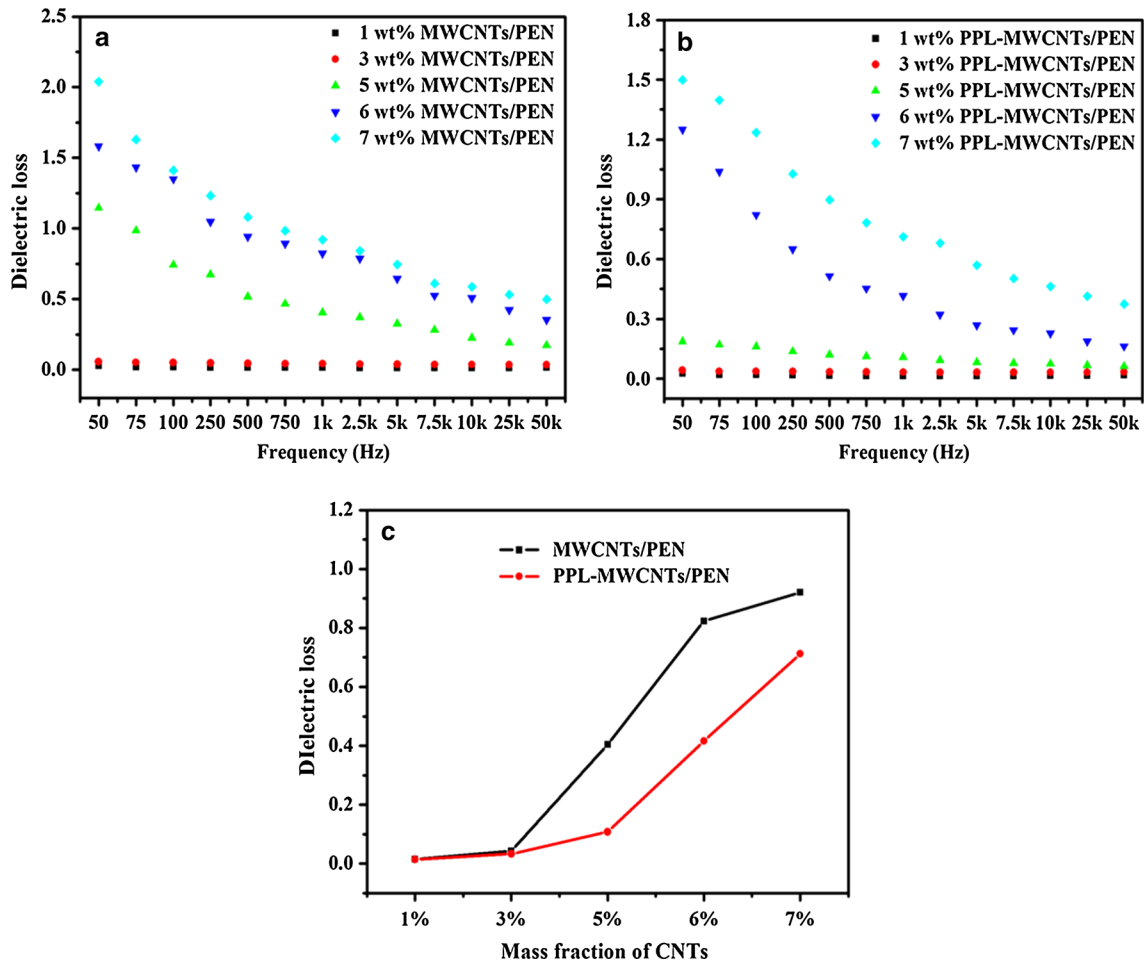 a
1 wt% MWCNTs/PEN
3 wt% MWCNTs/PEN
5 wt% MWCNTs/PEN
6 wt% MWCNTs/PEN
7 wt% MWCNTs/PEN
2.5
2.0
1.5
1.0
0.5
0.0
Dielectric loss
50 75 100 250 500 750 1k 2.5k 5k 7.5k 10k 25k 50k
Frequency (Hz)
b
1 wt% PPL-MWCNTs/PEN
3 wt% PPL-MWCNTs/PEN
5 wt% PPL-MWCNTs/PEN
6 wt% PPL-MWCNTs/PEN
7 wt% PPL-MWCNTs/PEN
1.8
1.5
1.2
0.9
0.6
0.3
0.0
Dielectric loss
50 75 100 250 500 750 1k 2.5k 5k 7.5k 10k 25k 50k
Frequency (Hz)
c
MWCNTs/PEN
PPL-MWCNTs/PEN
1.2
1.0
0.8
0.6
0.4
0.2
0.0
DIelectric loss
1% 3% 5% 6% 7%
Mass fraction of CNTs